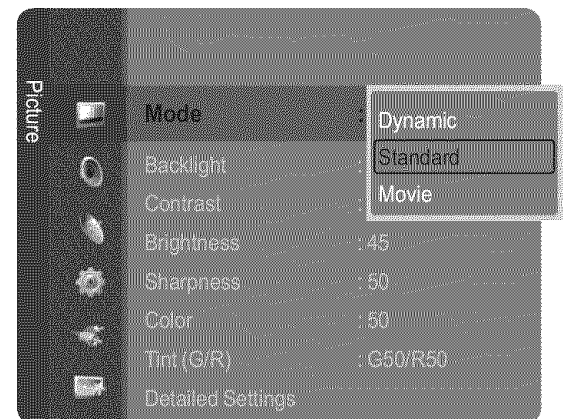 Picture
Mode :
Dynamic
Standard
Movie
Backlight :
Contrast :
Brightness : 45
Sharpness : 50
Color : 50
Tint (G/R) : G50/R50
Detailed Settings